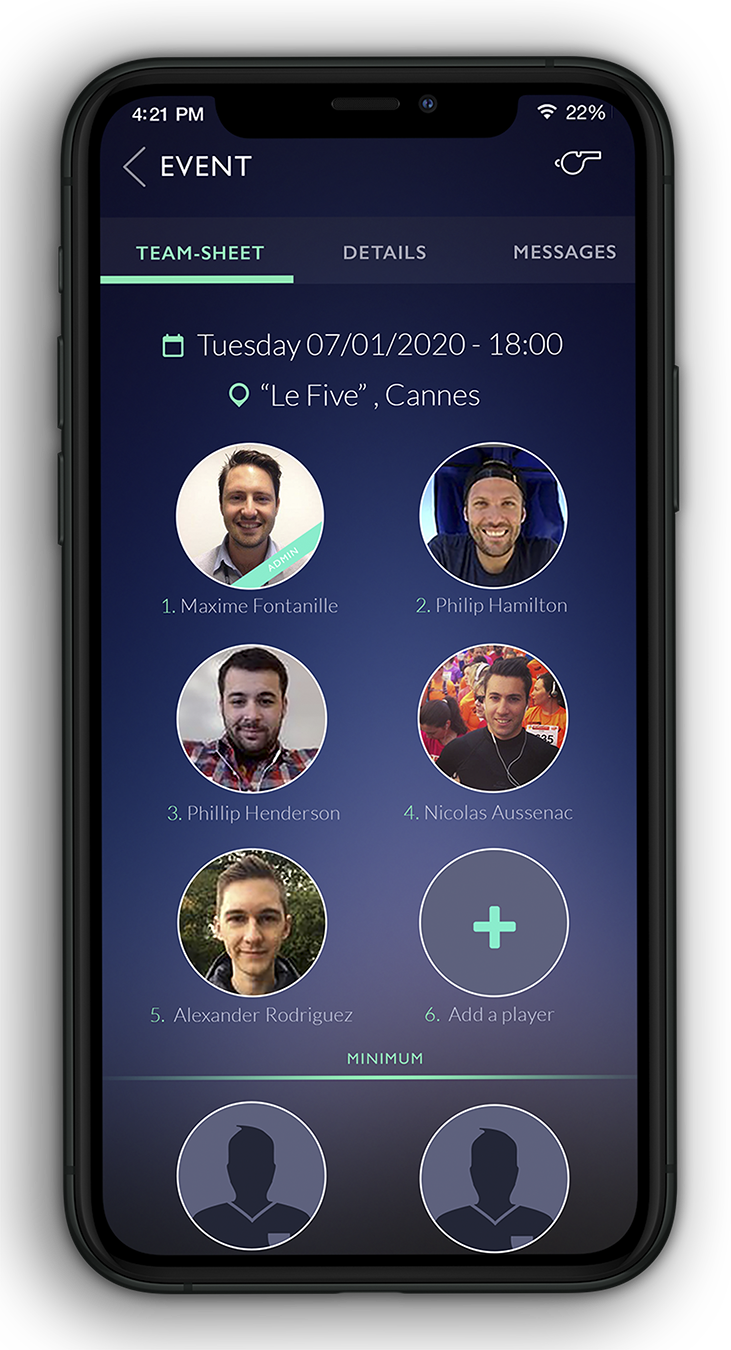 4:21 PM 22%
EVENT
TEAM-SHEET DETAILS MESSAGES
Tuesday 07/01/2020 - 18:00
“Le Five” , Cannes
ADMIN
1. Maxime Fontanille 2. Philip Hamilton
3. Phillip Henderson 4. Nicolas Aussenac
5. Alexander Rodriguez 6. Add a player
MINIMUM